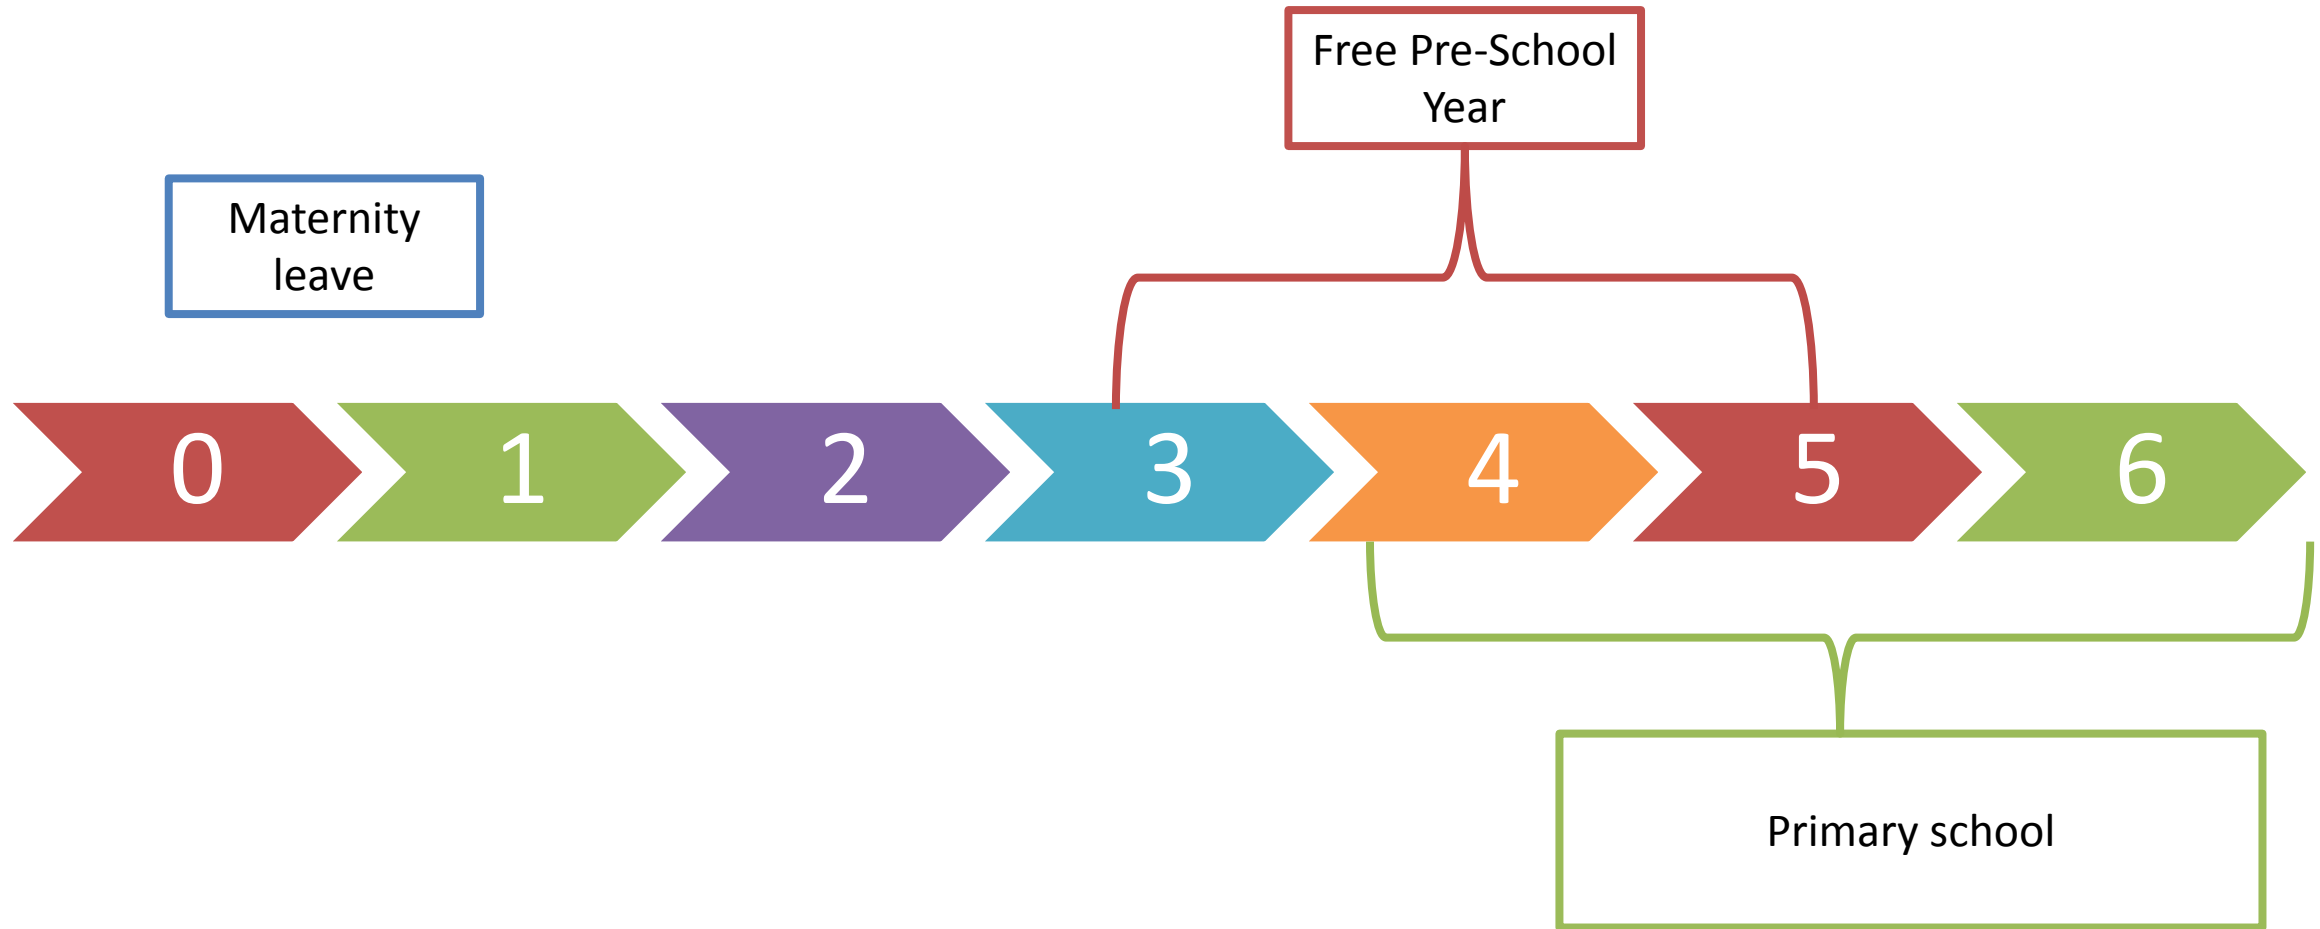 Free Pre-School
Year
Maternity
leave
0 1 2 3 4 5 6
Primary school